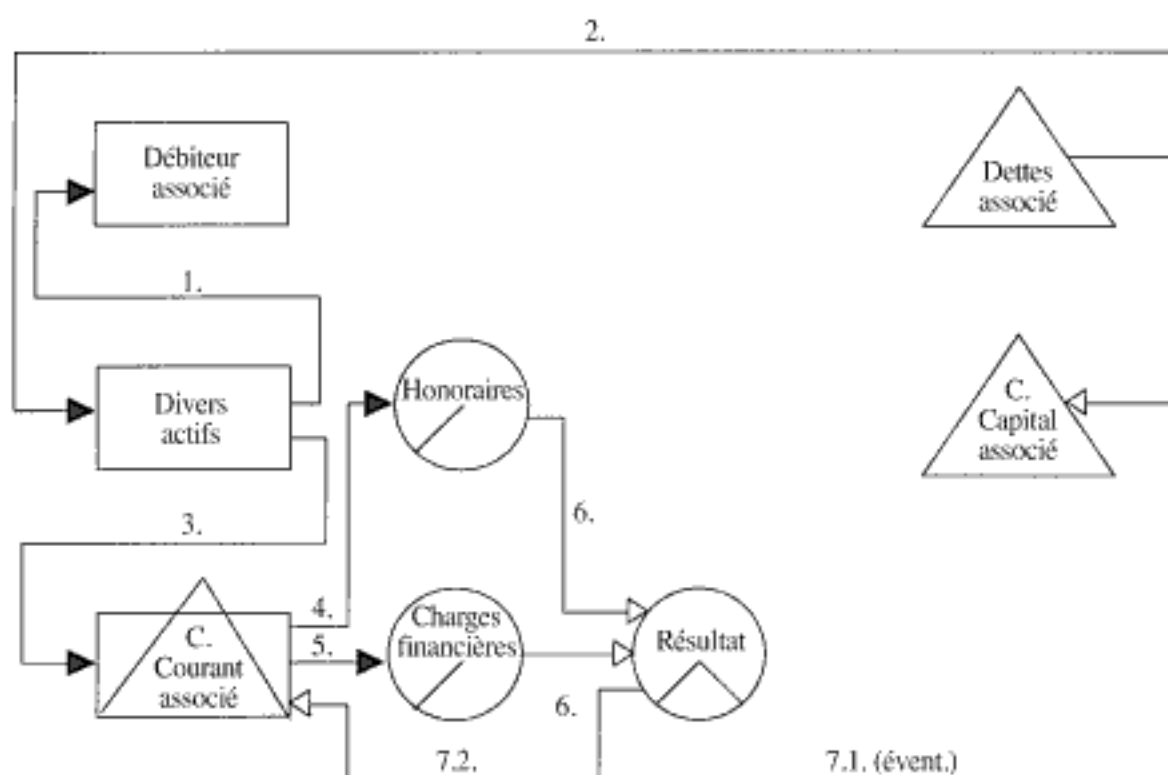 2.
Débiteur
associé
Dettes
associé
1.
Divers
actifs
Honoraires
C.
Capital
associé
3.
6.
4.
5.
C.
Courant
associé
Charges
financières
Résultat
6.
7.2.
7.1. (évent.)